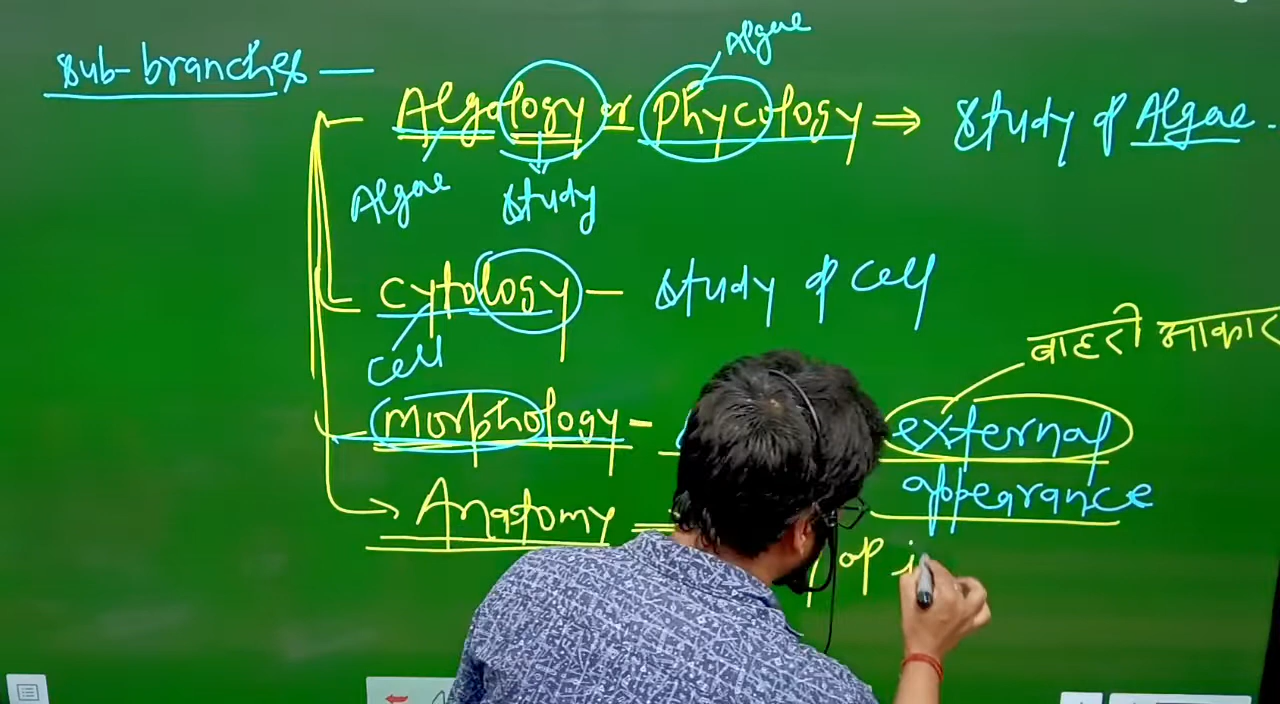 Sub-branches —
Algae
Algology or Phycology ⇒ Study of Algae.
Algae Study
Cytology — Study of Cell
Cell
बाहरी आकार
Morphology - external
appearance
Anatomy
of i